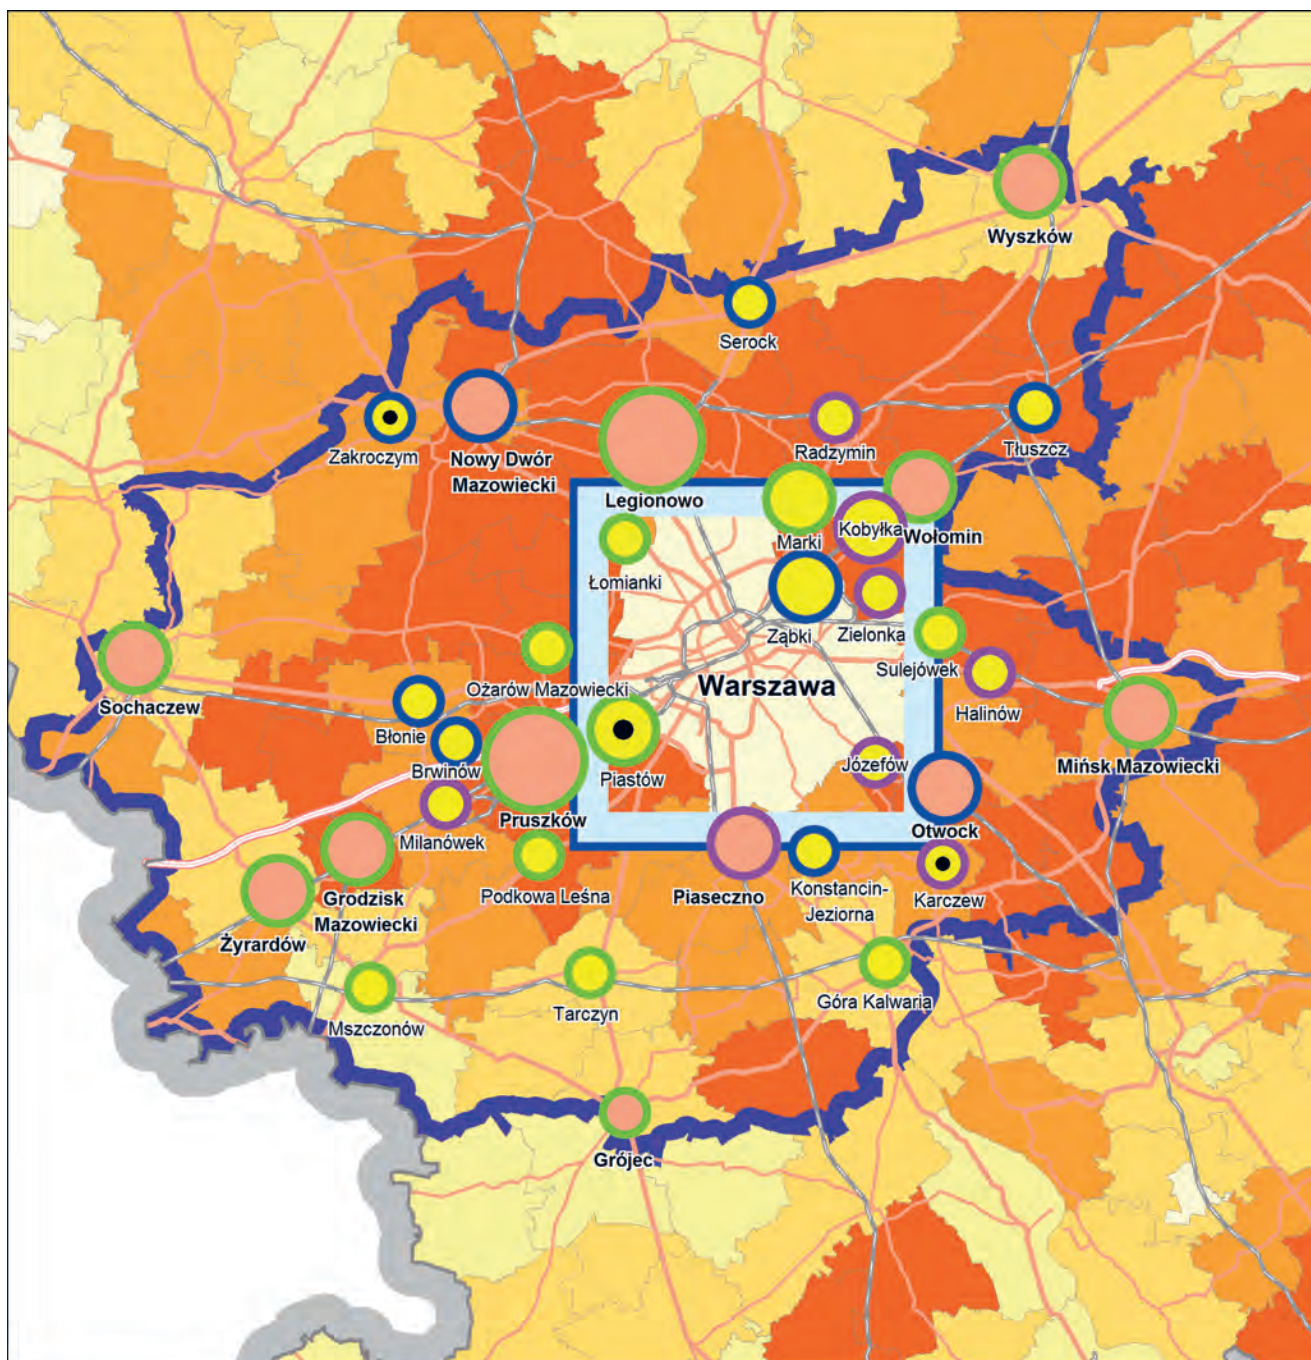 Wyszków
Serock
Zakroczym
Nowy Dwór
Mazowiecki
Legionowo
Radzymin
Tłuszcz
Marki
Kobyłka
Wołomin
Łomianki
Ząbki
Zielonka
Sulejówek
Ożarów Mazowiecki
Warszawa
Halinów
Sochaczew
Błonie
Brwinów
Piastów
Józefów
Mińsk Mazowiecki
Pruszków
Milanówek
Otwock
Podkowa Leśna
Piaseczno
Konstancin-
Jeziorna
Karczew
Grodzisk
Mazowiecki
Żyrardów
Mszczonów
Tarczyn
Góra Kalwaria
Grójec